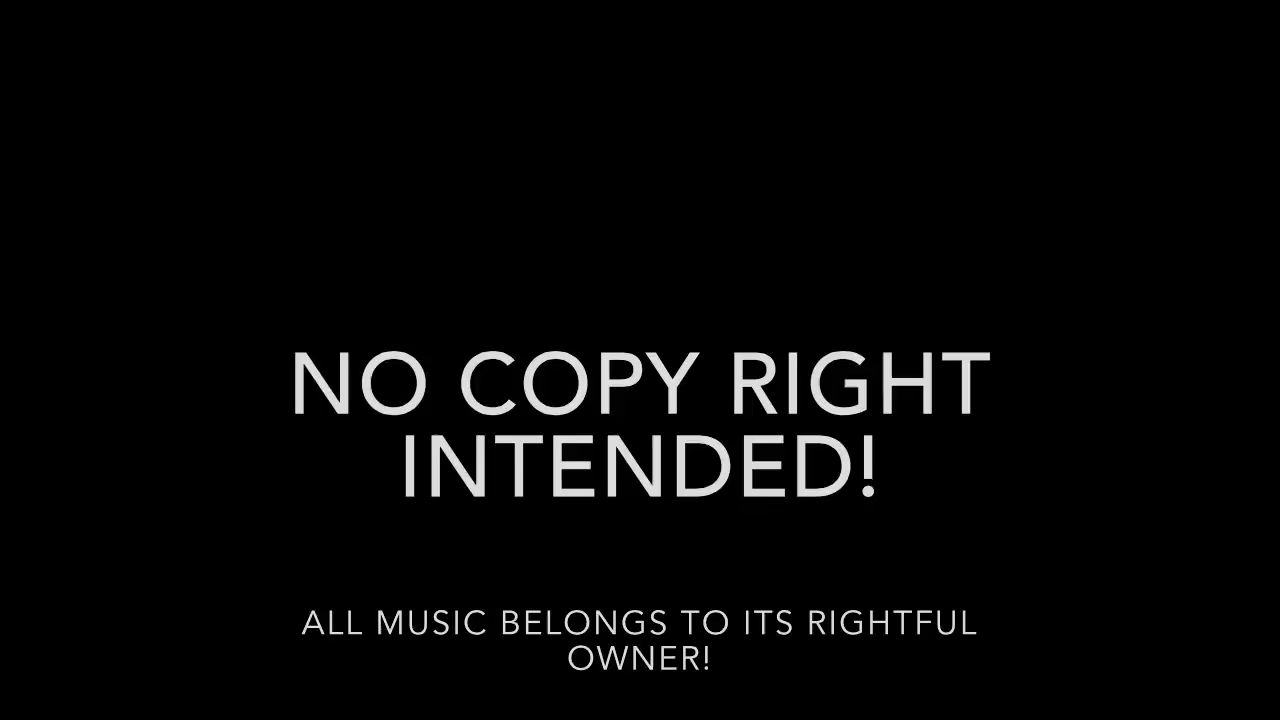 NO COPY RIGHT
INTENDED!
ALL MUSIC BELONGS TO ITS RIGHTFUL
OWNER!